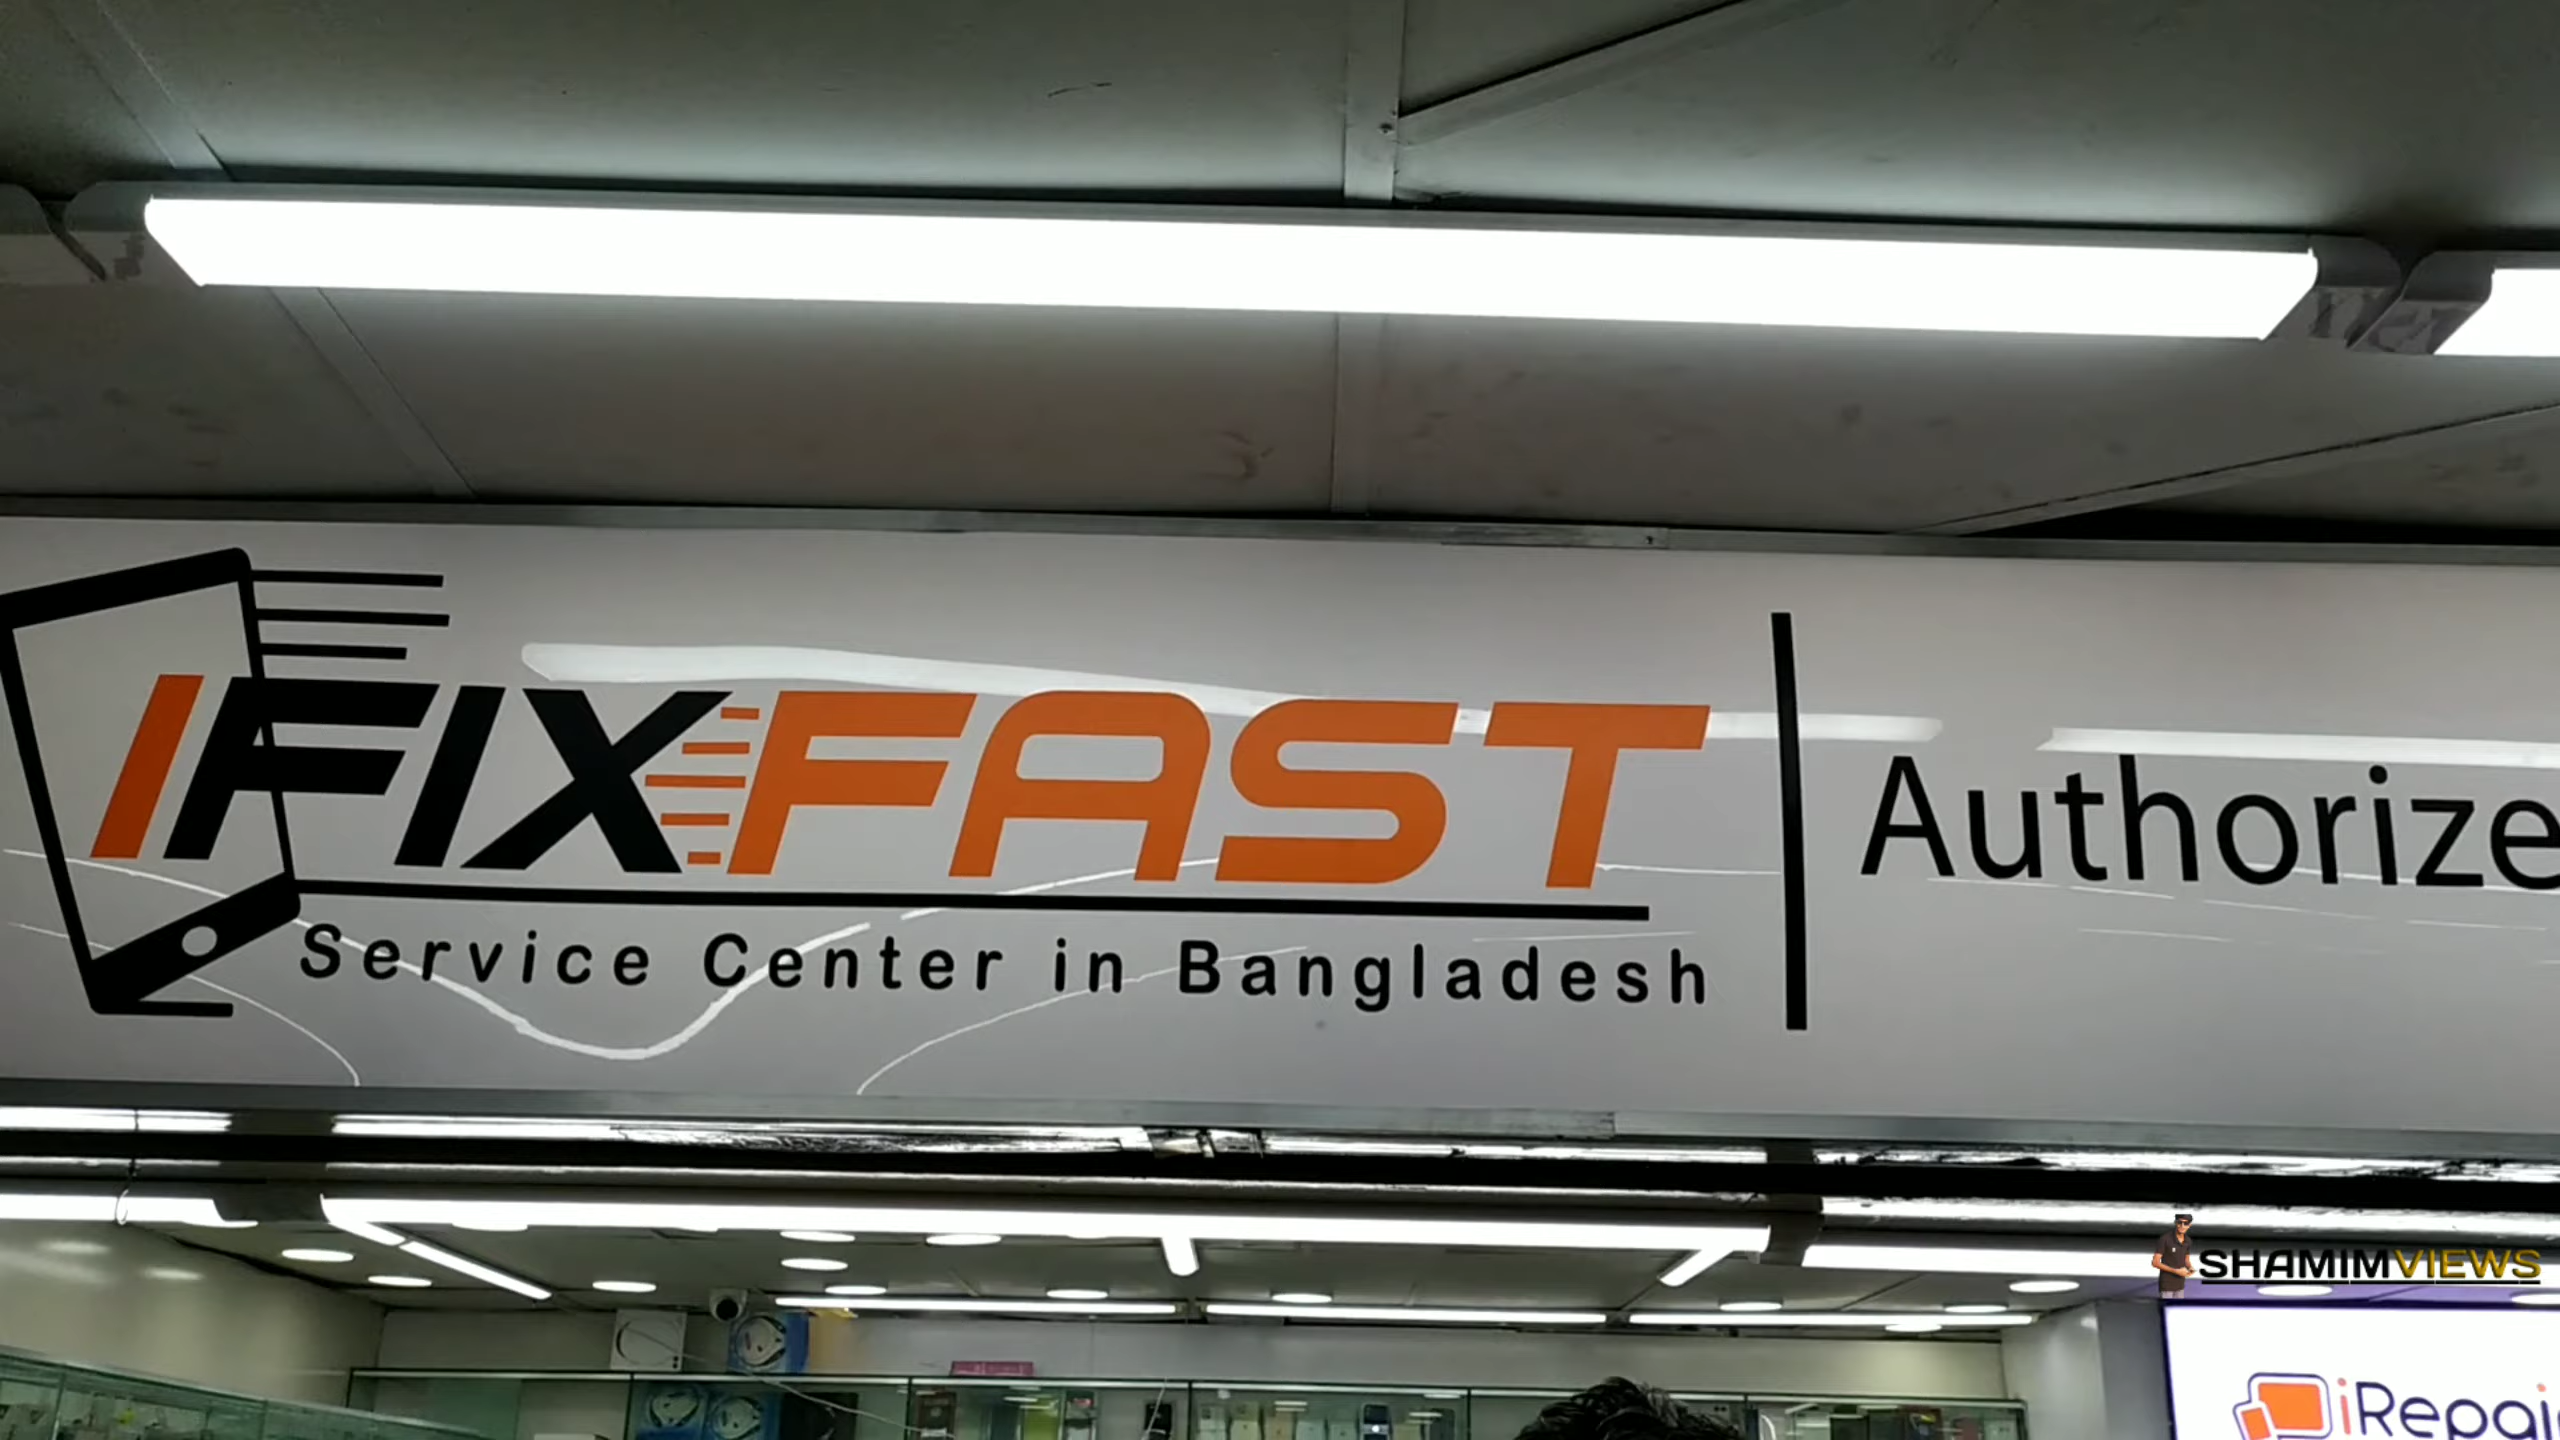 IFIXFAST
Service Center in Bangladesh
Authorize
SHAMIMVIEWS
iRepai